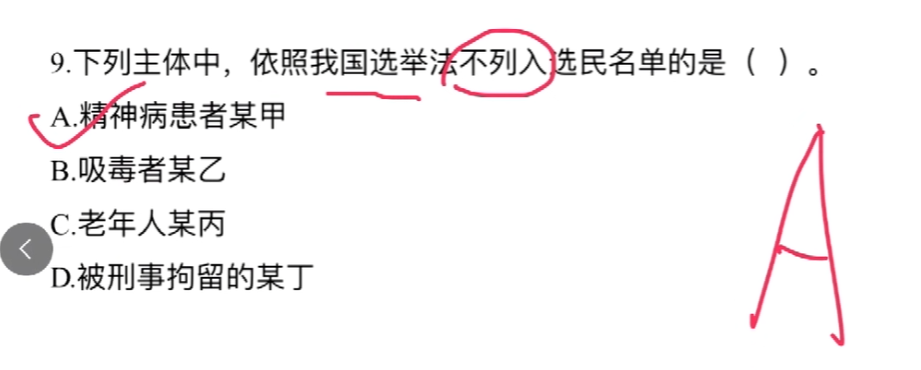 9.下列主体中，依照我国选举法不列入选民名单的是（ ）。
A.精神病患者某甲
B.吸毒者某乙
C.老年人某丙
D.被刑事拘留的某丁
A